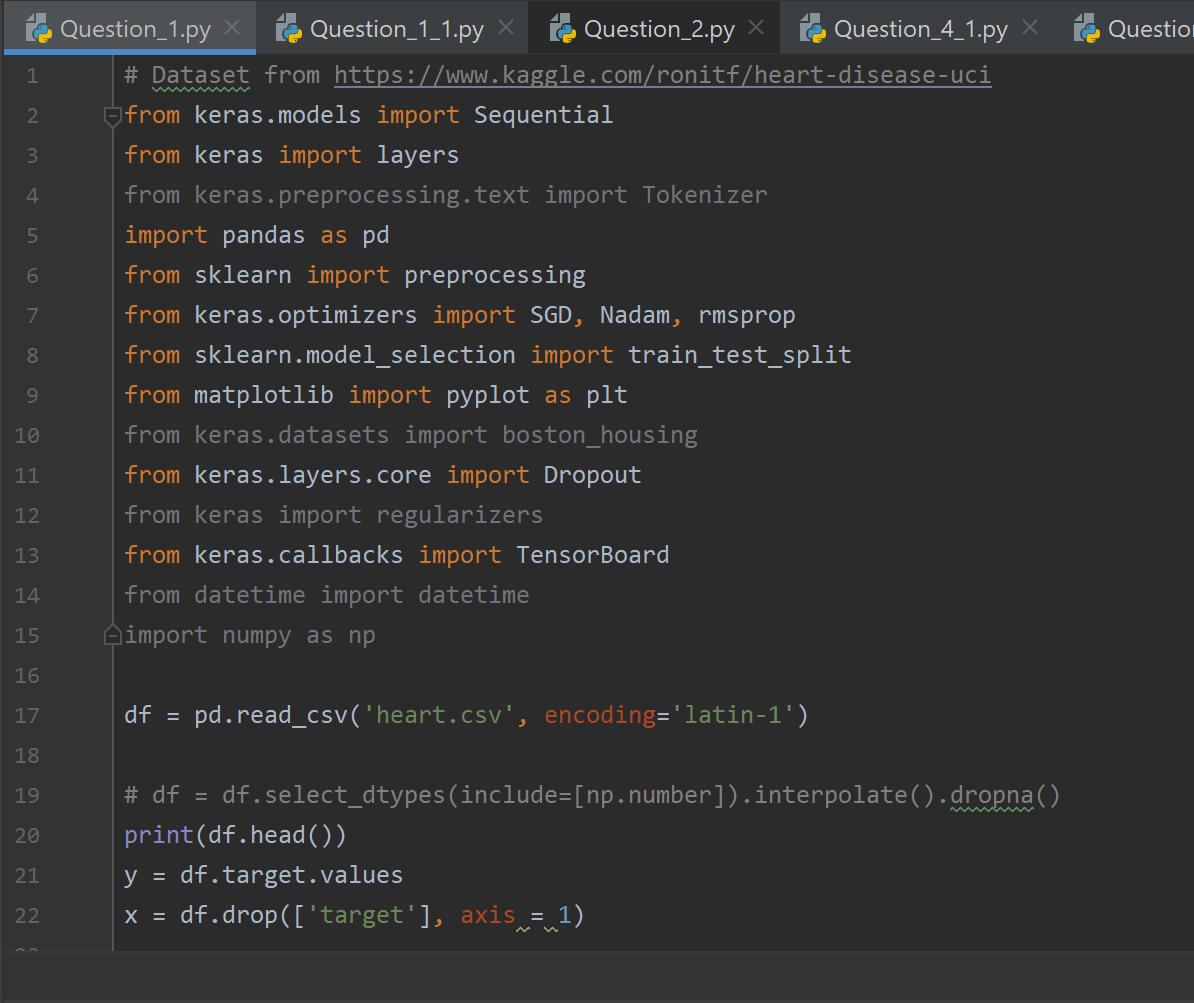 Question_1.py Question_1_1.py Question_2.py Question_4_1.py Question
1 # Dataset from https://www.kaggle.com/ronitf/heart-disease-uci
2 from keras.models import Sequential
3 from keras import layers
4 from keras.preprocessing.text import Tokenizer
5 import pandas as pd
6 from sklearn import preprocessing
7 from keras.optimizers import SGD, Nadam, rmsprop
8 from sklearn.model_selection import train_test_split
9 from matplotlib import pyplot as plt
10 from keras.datasets import boston_housing
11 from keras.layers.core import Dropout
12 from keras import regularizers
13 from keras.callbacks import TensorBoard
14 from datetime import datetime
15 import numpy as np
16
17 df = pd.read_csv('heart.csv', encoding='latin-1')
18
19 # df = df.select_dtypes(include=[np.number]).interpolate().dropna()
20 print(df.head())
21 y = df.target.values
22 x = df.drop(['target'], axis = 1)